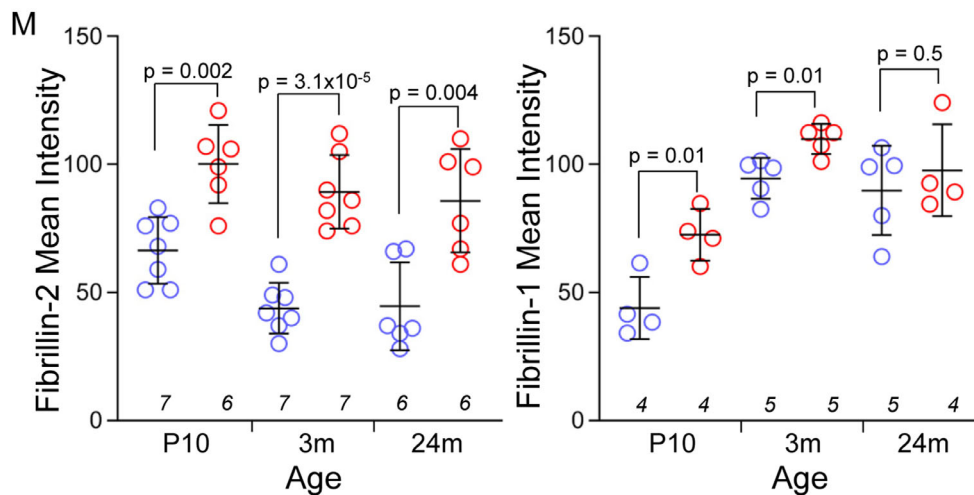 M
Fibrillin-2 Mean Intensity
150
100
50
0
p = 0.002
p = 3.1x10⁻⁵
p = 0.004
7 6 7 7 6 6
P10 3m 24m
Age
Fibrillin-1 Mean Intensity
150
100
50
0
p = 0.01
p = 0.01
p = 0.5
4 4 5 5 5 4
P10 3m 24m
Age